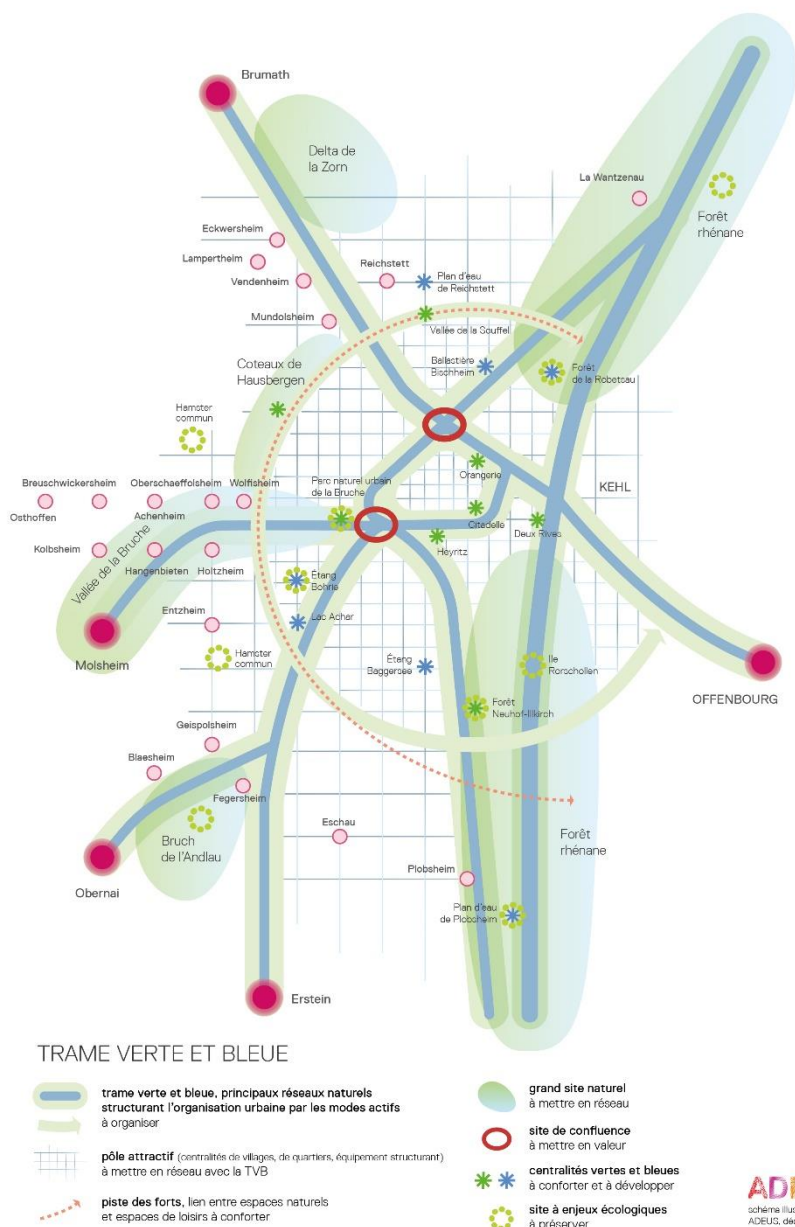 Brumath
Delta de
la Zorn
La Wantzenau
Forêt
rhénane
Eckwersheim
Lampertheim
Reichstett
Vendenheim
Plan d'eau
de Reichstett
Mundolsheim
Vallée de la Souffel
Coteaux de
Hausbergen
Ballastière
Bischheim
Forêt
de la Robetsau
Hamster
commun
Orangerie
Breuschwickersheim
Oberschaeffolsheim
Wolfisheim
Parc naturel urbain
de la Bruche
KEHL
Osthoffen
Achenheim
Citadelle
Deux Rives
Heyritz
Kolbsheim
Vallée de la Bruche
Hangenbieten
Holtzheim
Étang
Bohrie
Entzheim
Lac Achar
Molsheim
Hamster
commun
Étang
Baggersee
Ile
Rorschollen
OFFENBOURG
Forêt
Neuhof-Illkirch
Geispolsheim
Blaesheim
Fegersheim
Bruch
de l'Andlau
Eschau
Forêt
rhénane
Obernai
Plobsheim
Plan d'eau
de Plobsheim
Erstein
TRAME VERTE ET BLEUE
trame verte et bleue, principaux réseaux naturels
structurant l'organisation urbaine par les modes actifs
à organiser
pôle attractif (centralités de villages, de quartiers, équipement structurant)
à mettre en réseau avec la TVB
piste des forts, lien entre espaces naturels
et espaces de loisirs à conforter
grand site naturel
à mettre en réseau
site de confluence
à mettre en valeur
centralités vertes et bleues
à conforter et à développer
site à enjeux écologiques
à préserver
schéma
ADEUS,